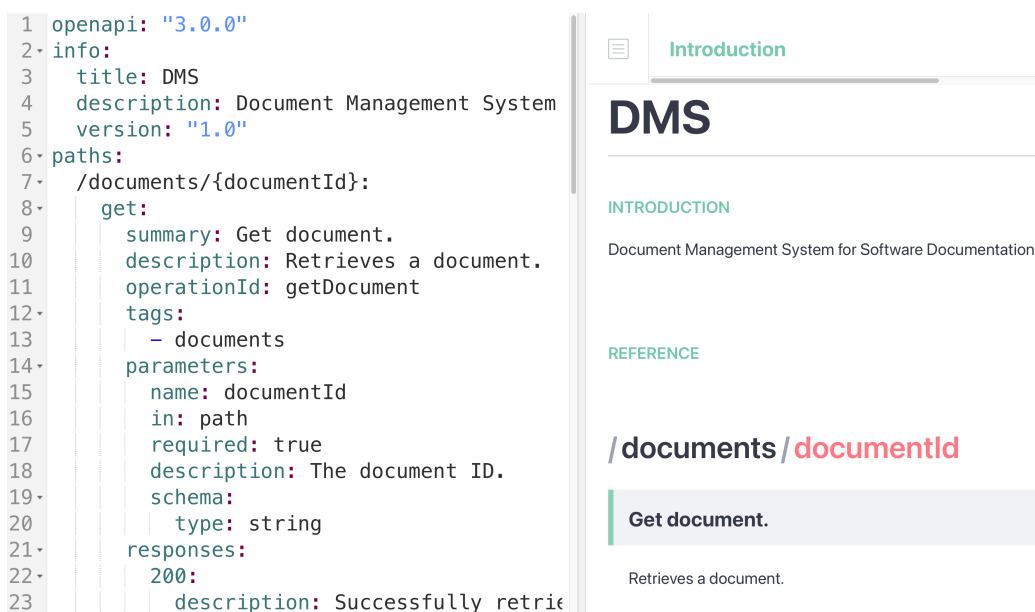 1 openapi: "3.0.0"
2 info:
3 title: DMS
4 description: Document Management System
5 version: "1.0"
6 paths:
7 /documents/{documentId}:
8 get:
9 summary: Get document.
10 description: Retrieves a document.
11 operationId: getDocument
12 tags:
13 - documents
14 parameters:
15 name: documentId
16 in: path
17 required: true
18 description: The document ID.
19 schema:
20 type: string
21 responses:
22 200:
23 description: Successfully retrie
Introduction
DMS
INTRODUCTION
Document Management System for Software Documentation
REFERENCE
/documents/documentId
Get document.
Retrieves a document.